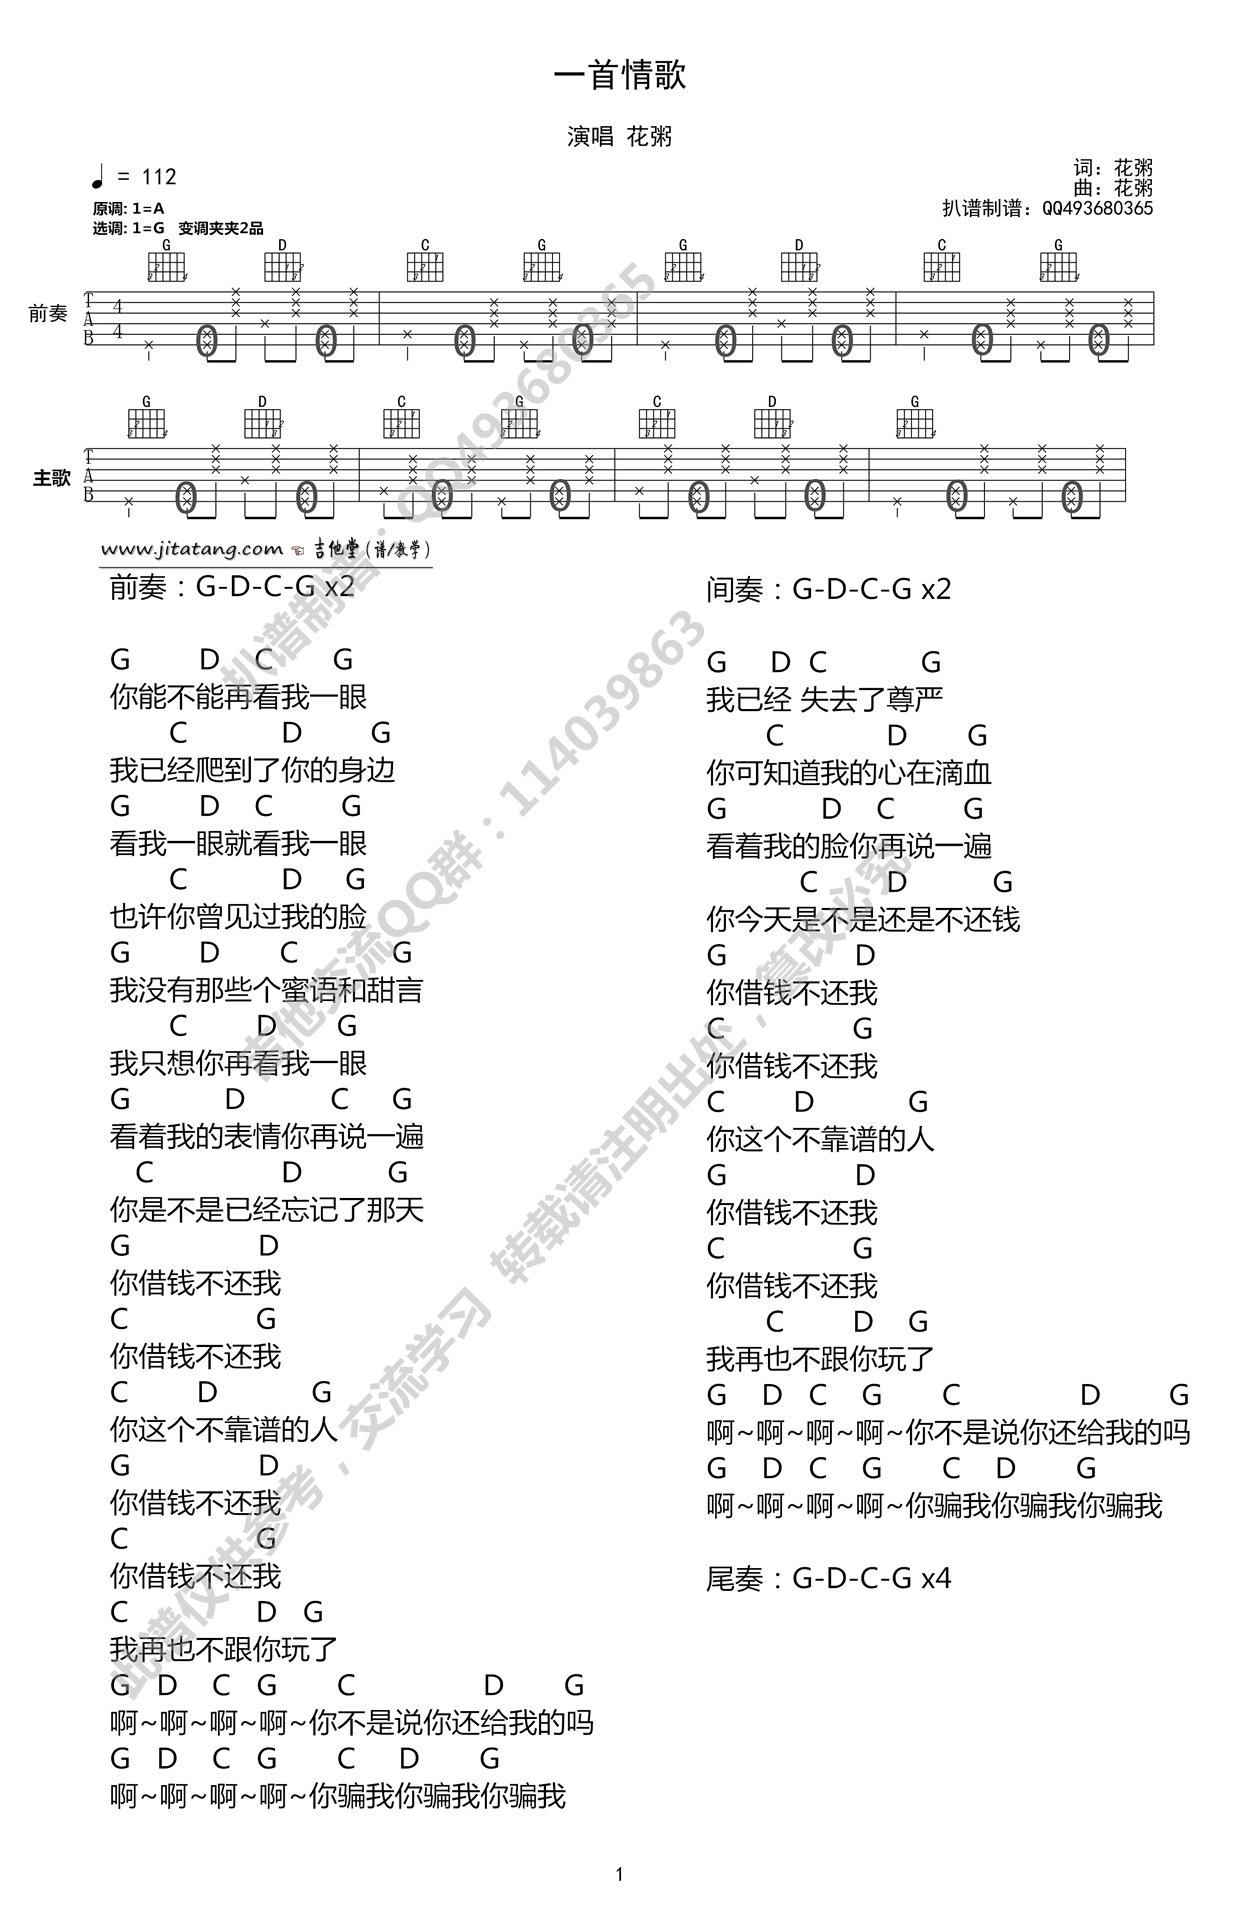 一首情歌
演唱 花粥
♩ = 112
词：花粥
曲：花粥
扒谱制谱：QQ493680365
原调: 1=A
选调: 1=G 变调夹夹2品
G D C G G D C G
前奏
T A B 4 4
G D C G C D G
主歌
T A B
www.jitatang.com ☜ 吉他堂（谱/教学）
前奏：G-D-C-G x2
G D C G
你能不能再看我一眼
C D G
我已经爬到了你的身边
G D C G
看我一眼就看我一眼
C D G
也许你曾见过我的脸
G D C G
我没有那些个蜜语和甜言
C D G
我只想你再看我一眼
G D C G
看着我的表情你再说一遍
C D G
你是不是已经忘记了那天
G D
你借钱不还我
C G
你借钱不还我
C D G
你这个不靠谱的人
G D
你借钱不还我
C G
你借钱不还我
C D G
我再也不跟你玩了
G D C G C D G
啊~啊~啊~啊~你不是说你还给我的吗
G D C G C D G
啊~啊~啊~啊~你骗我你骗我你骗我
间奏：G-D-C-G x2
G D C G
我已经 失去了尊严
C D G
你可知道我的心在滴血
G D C G
看着我的脸你再说一遍
C D G
你今天是不是还是不还钱
G D
你借钱不还我
C G
你借钱不还我
C D G
你这个不靠谱的人
G D
你借钱不还我
C G
你借钱不还我
C D G
我再也不跟你玩了
G D C G C D G
啊~啊~啊~啊~你不是说你还给我的吗
G D C G C D G
啊~啊~啊~啊~你骗我你骗我你骗我
尾奏：G-D-C-G x4
扒谱制谱：QQ493680365
吉他交流QQ群：114039863
此谱仅供参考，交流学习 转载请注明出处，篡改必究
1